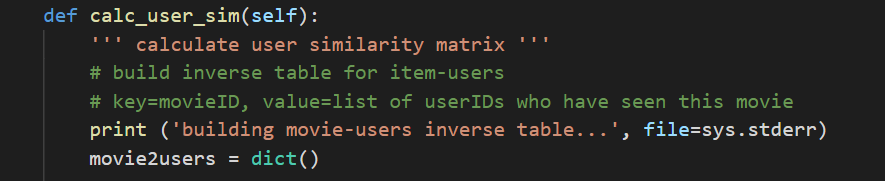 def calc_user_sim(self):
''' calculate user similarity matrix '''
# build inverse table for item-users
# key=movieID, value=list of userIDs who have seen this movie
print ('building movie-users inverse table...', file=sys.stderr)
movie2users = dict()